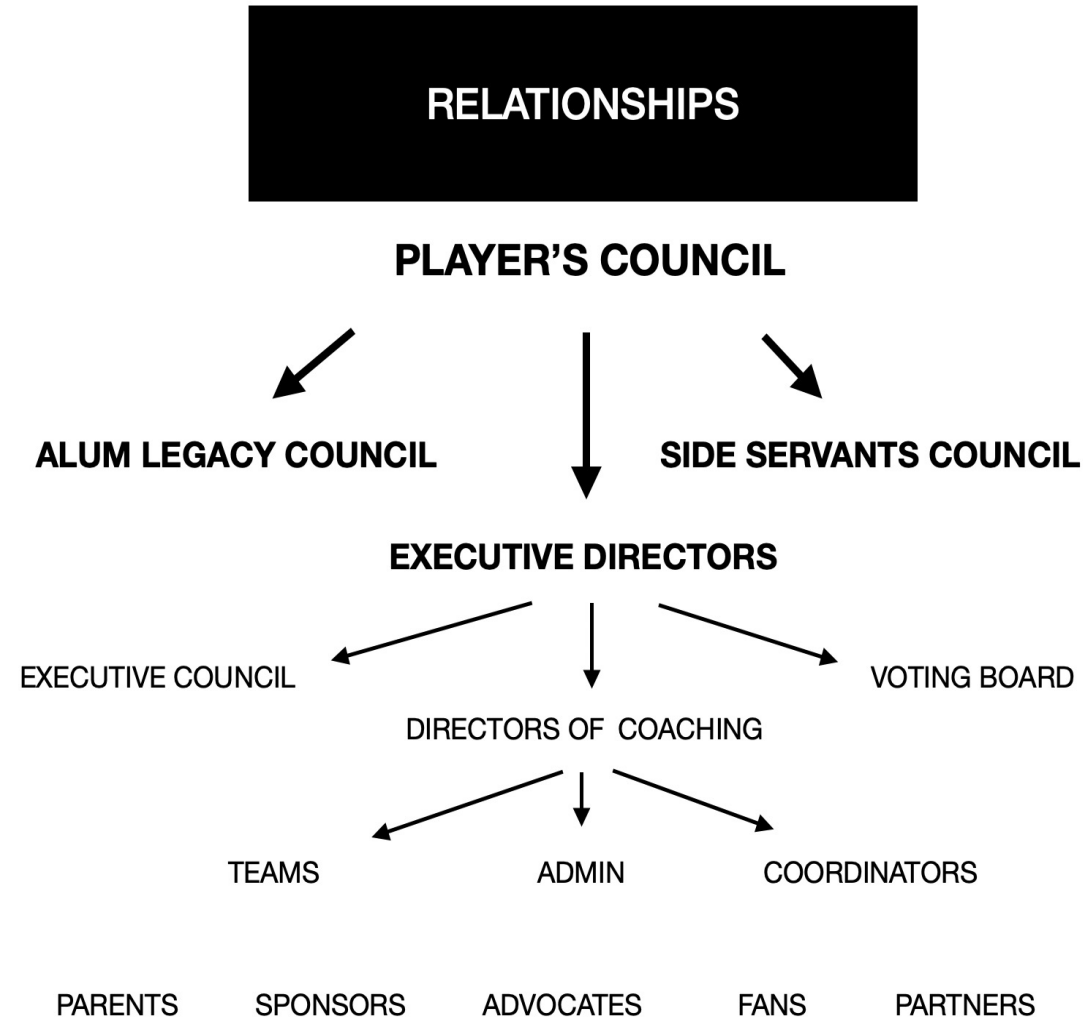 RELATIONSHIPS
PLAYER’S COUNCIL
ALUM LEGACY COUNCIL
SIDE SERVANTS COUNCIL
EXECUTIVE DIRECTORS
EXECUTIVE COUNCIL
VOTING BOARD
DIRECTORS OF  COACHING
TEAMS
ADMIN
COORDINATORS
PARENTS
SPONSORS
ADVOCATES
FANS
PARTNERS